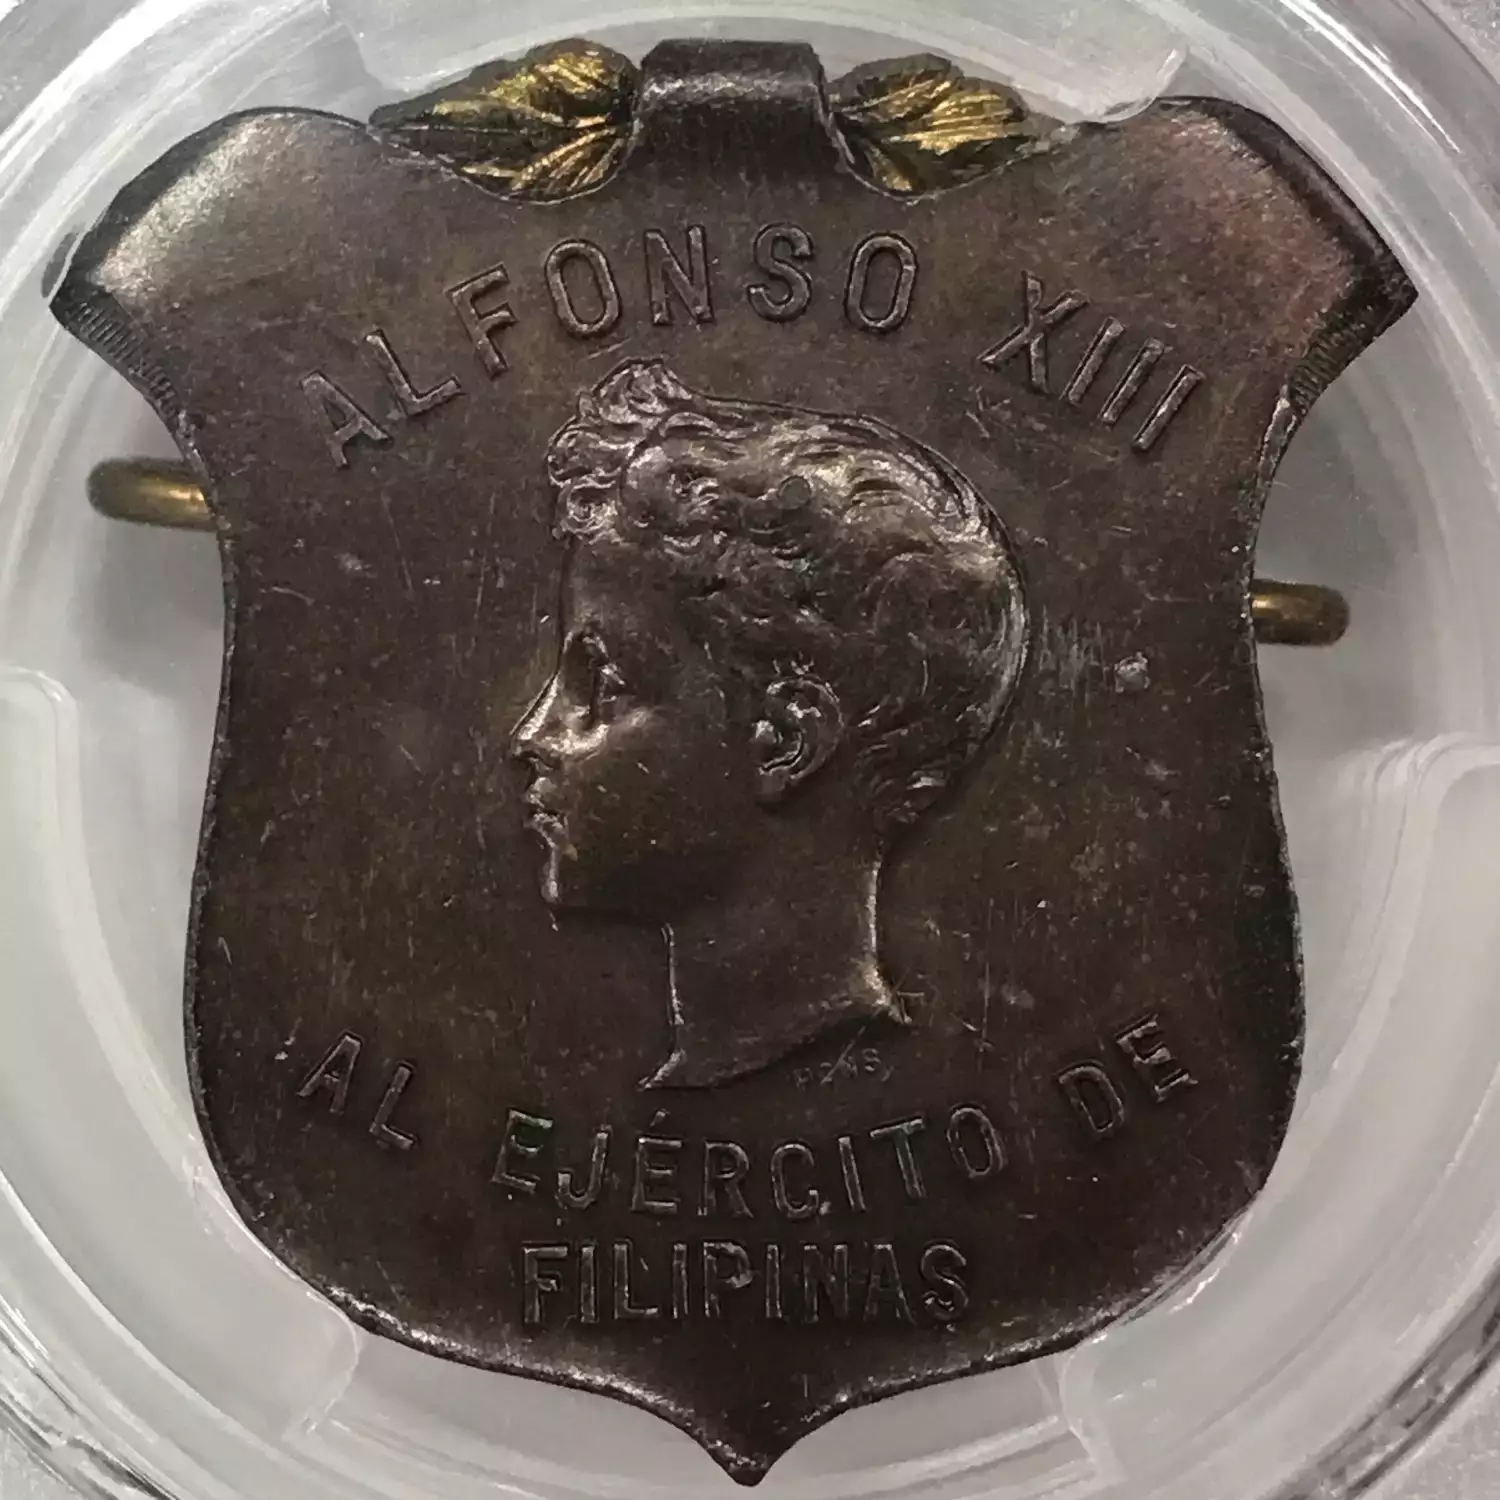 ALFONSO XIII
AL EJÉRCITO DE
FILIPINAS